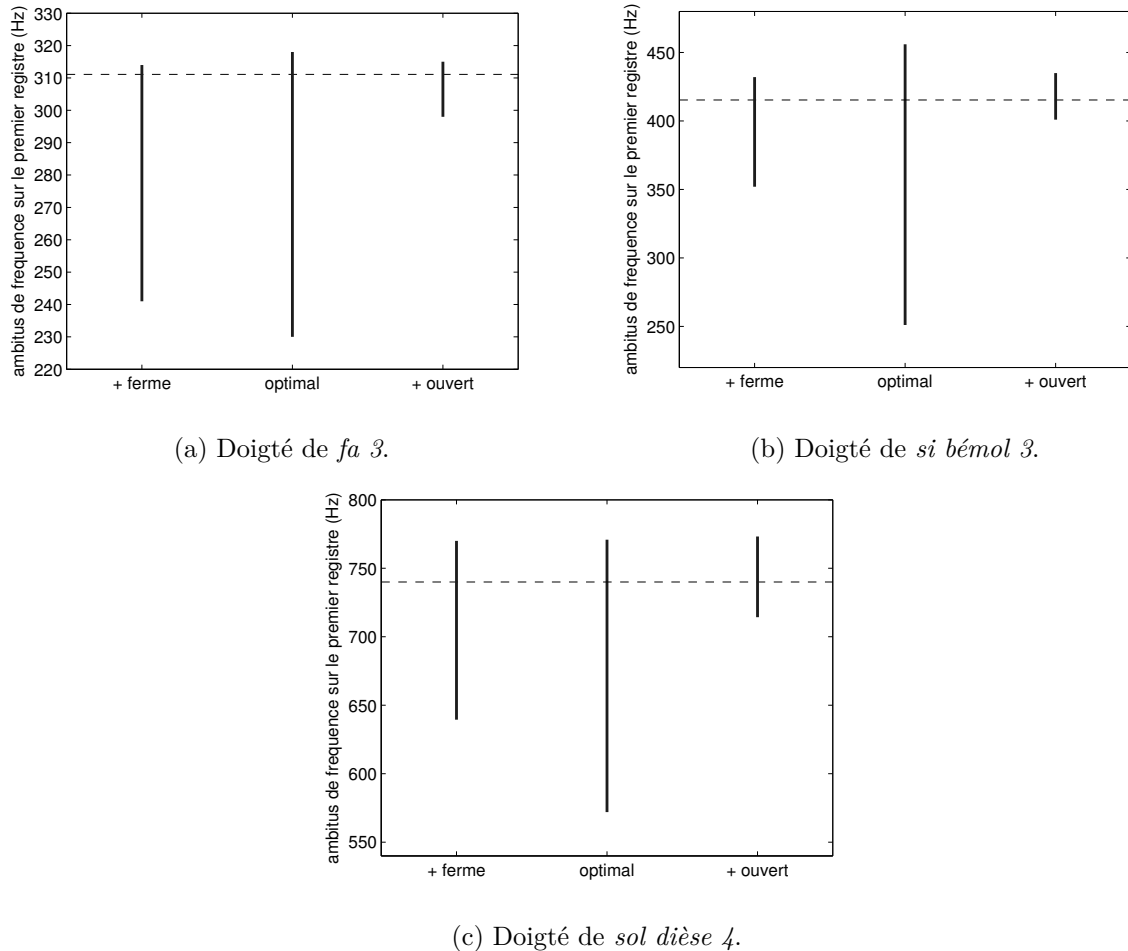 ambitus de frequence sur le premier registre (Hz)
330
320
310
300
290
280
270
260
250
240
230
220
+ ferme
optimal
+ ouvert
(a) Doigté de fa 3.
ambitus de frequence sur le premier registre (Hz)
450
400
350
300
250
+ ferme
optimal
+ ouvert
(b) Doigté de si bémol 3.
ambitus de frequence sur le premier registre (Hz)
800
750
700
650
600
550
+ ferme
optimal
+ ouvert
(c) Doigté de sol dièse 4.